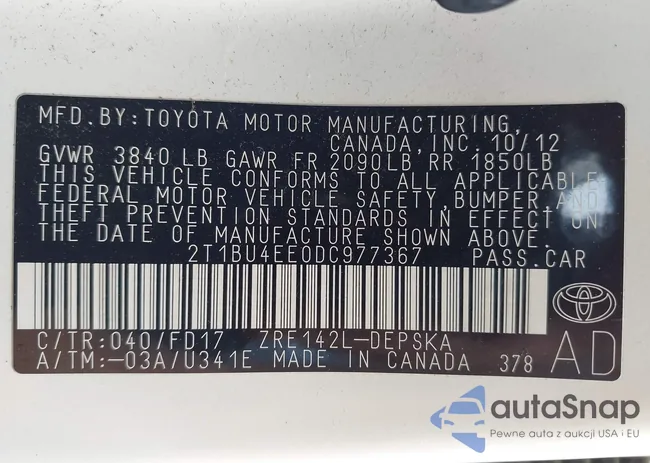 MFD.BY:TOYOTA MOTOR MANUFACTURING,
CANADA,INC. 10/12
GVWR 3840 LB GAWR FR 2090LB RR 1850LB
THIS VEHICLE CONFORMS TO ALL APPLICABLE
FEDERAL MOTOR VEHICLE SAFETY,BUMPER,AND
THEFT PREVENTION STANDARDS IN EFFECT ON
THE DATE OF MANUFACTURE SHOWN ABOVE.
2T1BU4EE0DC977367 PASS.CAR
C/TR:040/FD17 ZRE142L-DEPSKA
A/TM:-03A/U341E MADE IN CANADA 378 AD
autoSnap
Pewne auta z aukcji USA i EU